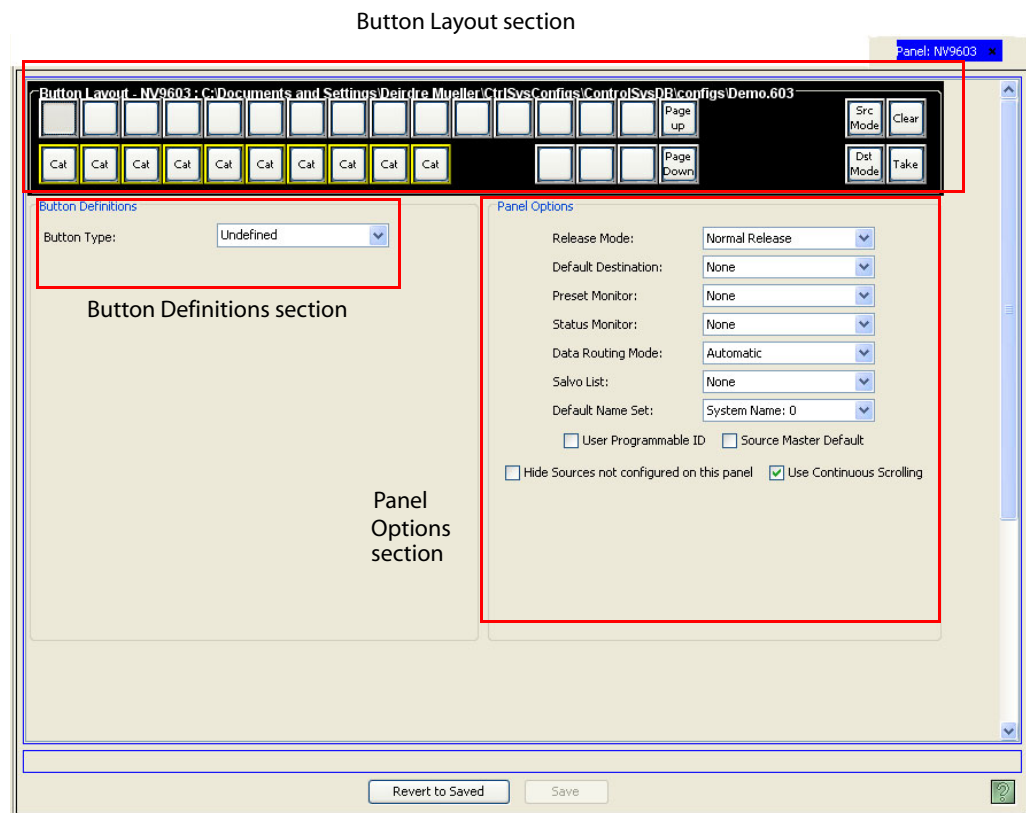 Button Layout section
Panel: NV9603 ×
Button Layout - NV9603 : C:\Documents and Settings\Deirdre Mueller\CtrlSysConfigs\ControlSysDB\configs\Demo.603
Page up
Src Mode
Clear
Cat Cat Cat Cat Cat Cat Cat Cat Cat Cat
Page Down
Dst Mode
Take
Button Definitions
Button Type: Undefined
Button Definitions section
Panel Options
Release Mode: Normal Release
Default Destination: None
Preset Monitor: None
Status Monitor: None
Data Routing Mode: Automatic
Salvo List: None
Default Name Set: System Name: 0
User Programmable ID Source Master Default
Hide Sources not configured on this panel Use Continuous Scrolling
Panel
Options
section
Revert to Saved Save
?